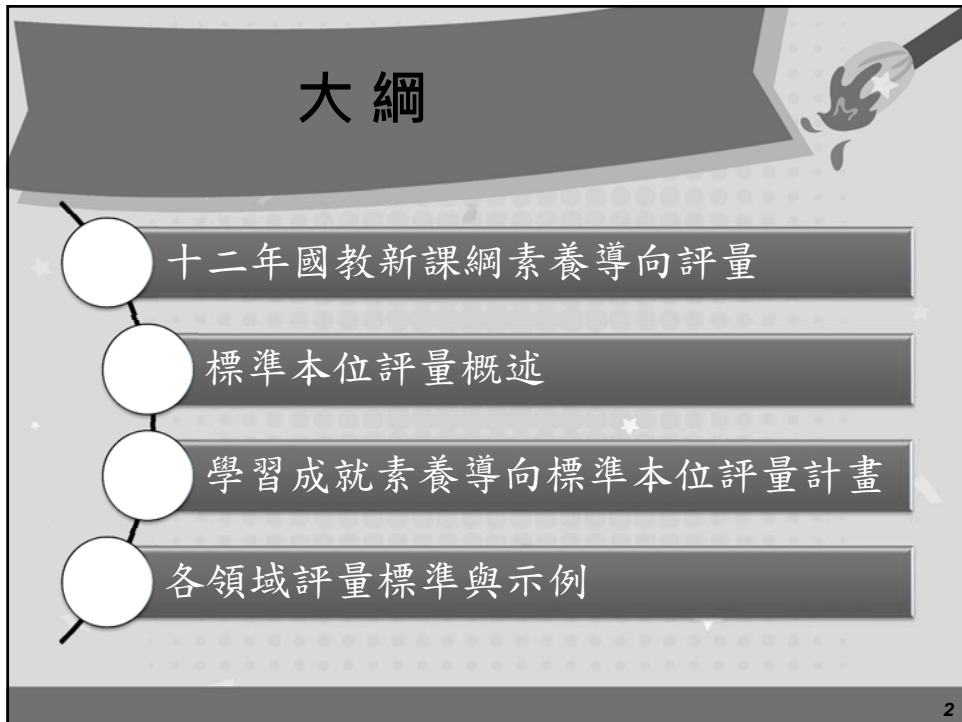 大綱
十二年國教新課綱素養導向評量
標準本位評量概述
學習成就素養導向標準本位評量計畫
各領域評量標準與示例
2